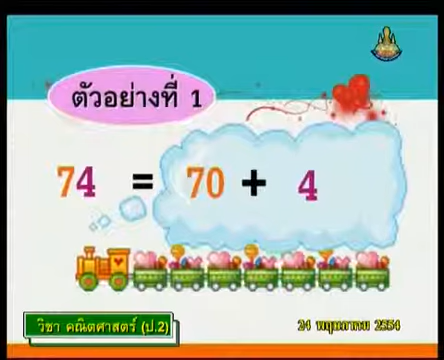 ตัวอย่างที่ 1
74 = 70 + 4
วิชา คณิตศาสตร์ (ป.2)
24 พฤษภาคม 2554